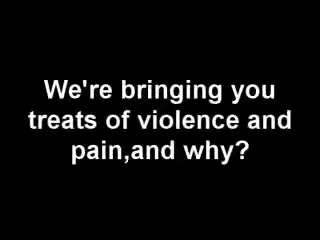 We're bringing you
treats of violence and
pain,and why?